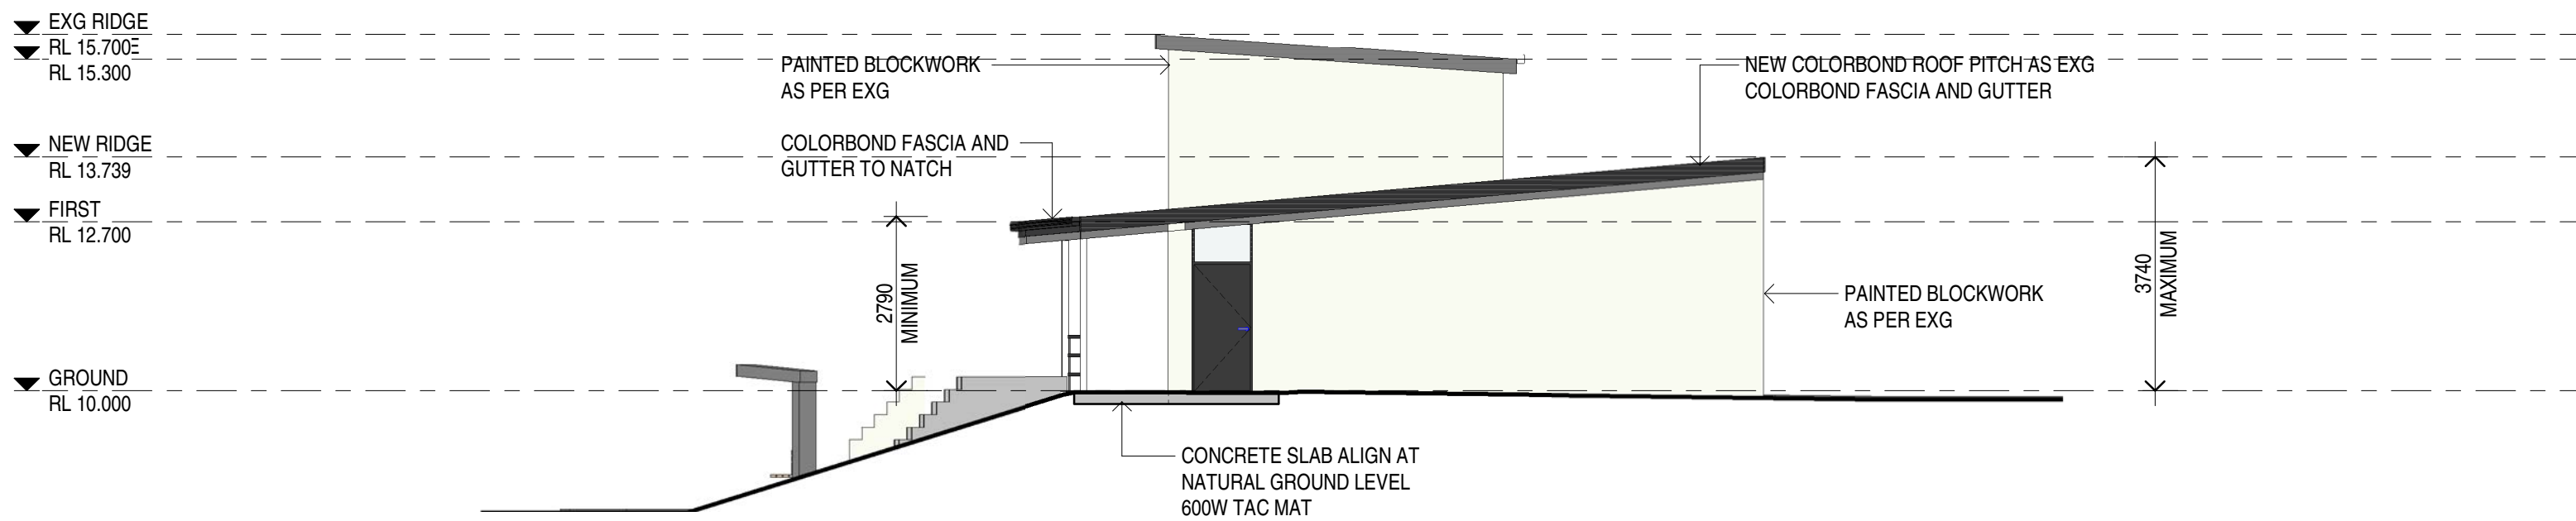 EXG RIDGE
RL 15.700
RL 15.300
PAINTED BLOCKWORK
AS PER EXG
NEW COLORBOND ROOF PITCH AS EXG
COLORBOND FASCIA AND GUTTER
NEW RIDGE
RL 13.739
COLORBOND FASCIA AND
GUTTER TO NATCH
FIRST
RL 12.700
2790
MINIMUM
3740
MAXIMUM
PAINTED BLOCKWORK
AS PER EXG
GROUND
RL 10.000
CONCRETE SLAB ALIGN AT
NATURAL GROUND LEVEL
600W TAC MAT